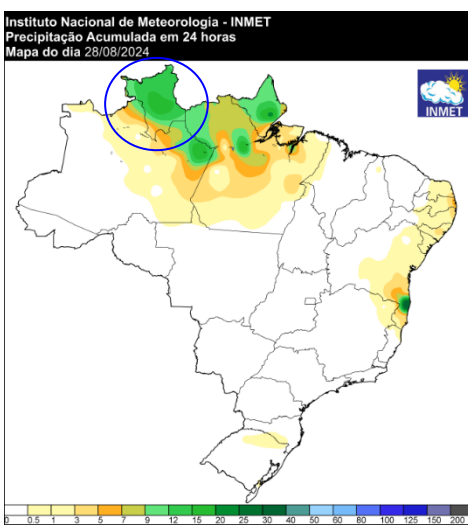 Instituto Nacional de Meteorologia - INMET
Precipitação Acumulada em 24 horas
Mapa do dia 28/08/2024
INMET
0 0.5 1 3 5 7 9 12 15 20 25 30 40 50 60 80 100 125 150 200